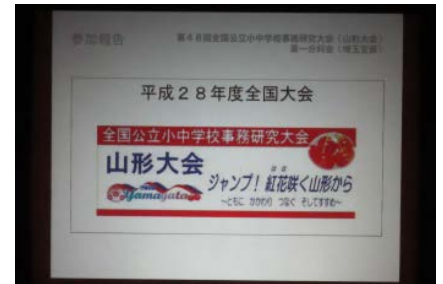 参加報告
第48回全国公立小中学校事務研究大会（山形大会）
第一分科会（埼玉支部）
平成28年度全国大会
全国公立小中学校事務研究大会
山形大会
Yamagata
ジャンプ！紅花咲く山形から
～ともに かかわり つなぐ そしてすすむ～